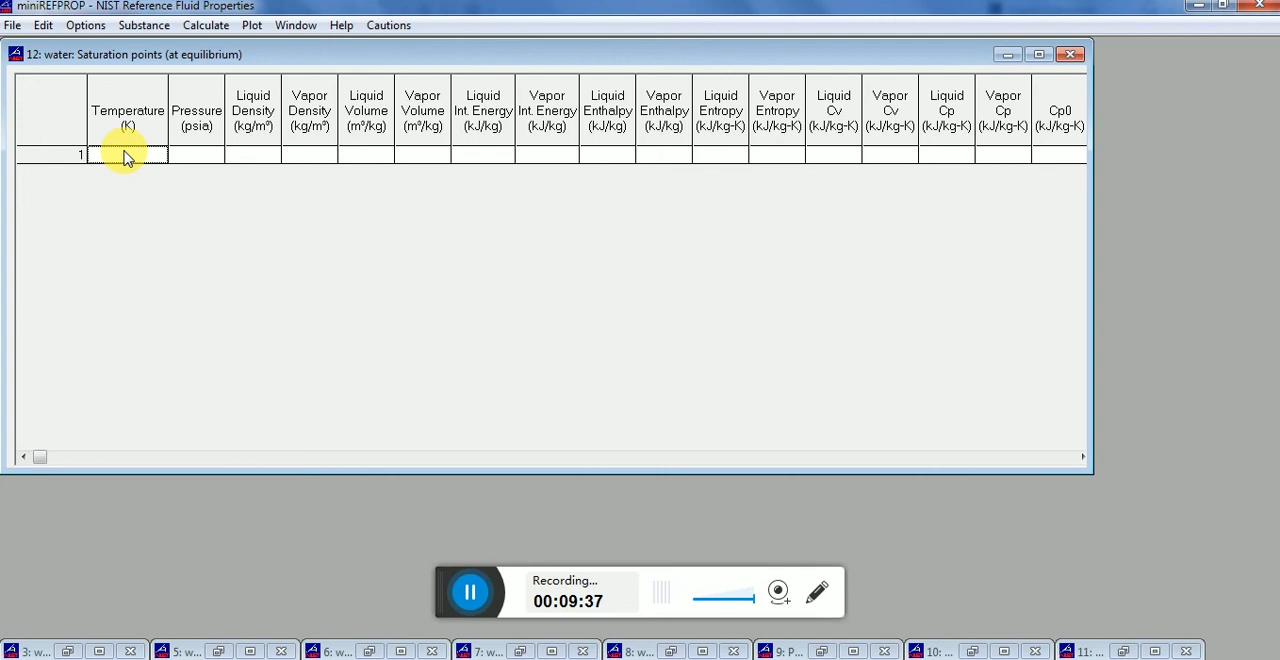 miniREFPROP - NIST Reference Fluid Properties
File Edit Options Substance Calculate Plot Window Help Cautions
12: water: Saturation points (at equilibrium)
Temperature (K) Pressure (psia) Liquid Density (kg/m³) Vapor Density (kg/m³) Liquid Volume (m³/kg) Vapor Volume (m³/kg) Liquid Int. Energy (kJ/kg) Vapor Int. Energy (kJ/kg) Liquid Enthalpy (kJ/kg) Vapor Enthalpy (kJ/kg) Liquid Entropy (kJ/kg-K) Vapor Entropy (kJ/kg-K) Liquid Cv (kJ/kg-K) Vapor Cv (kJ/kg-K) Liquid Cp (kJ/kg-K) Vapor Cp (kJ/kg-K) Cp0 (kJ/kg-K)
1
Recording...
00:09:37
3: w... 5: w... 6: w... 7: w... 8: w... 9: P... 10: ... 11: ...